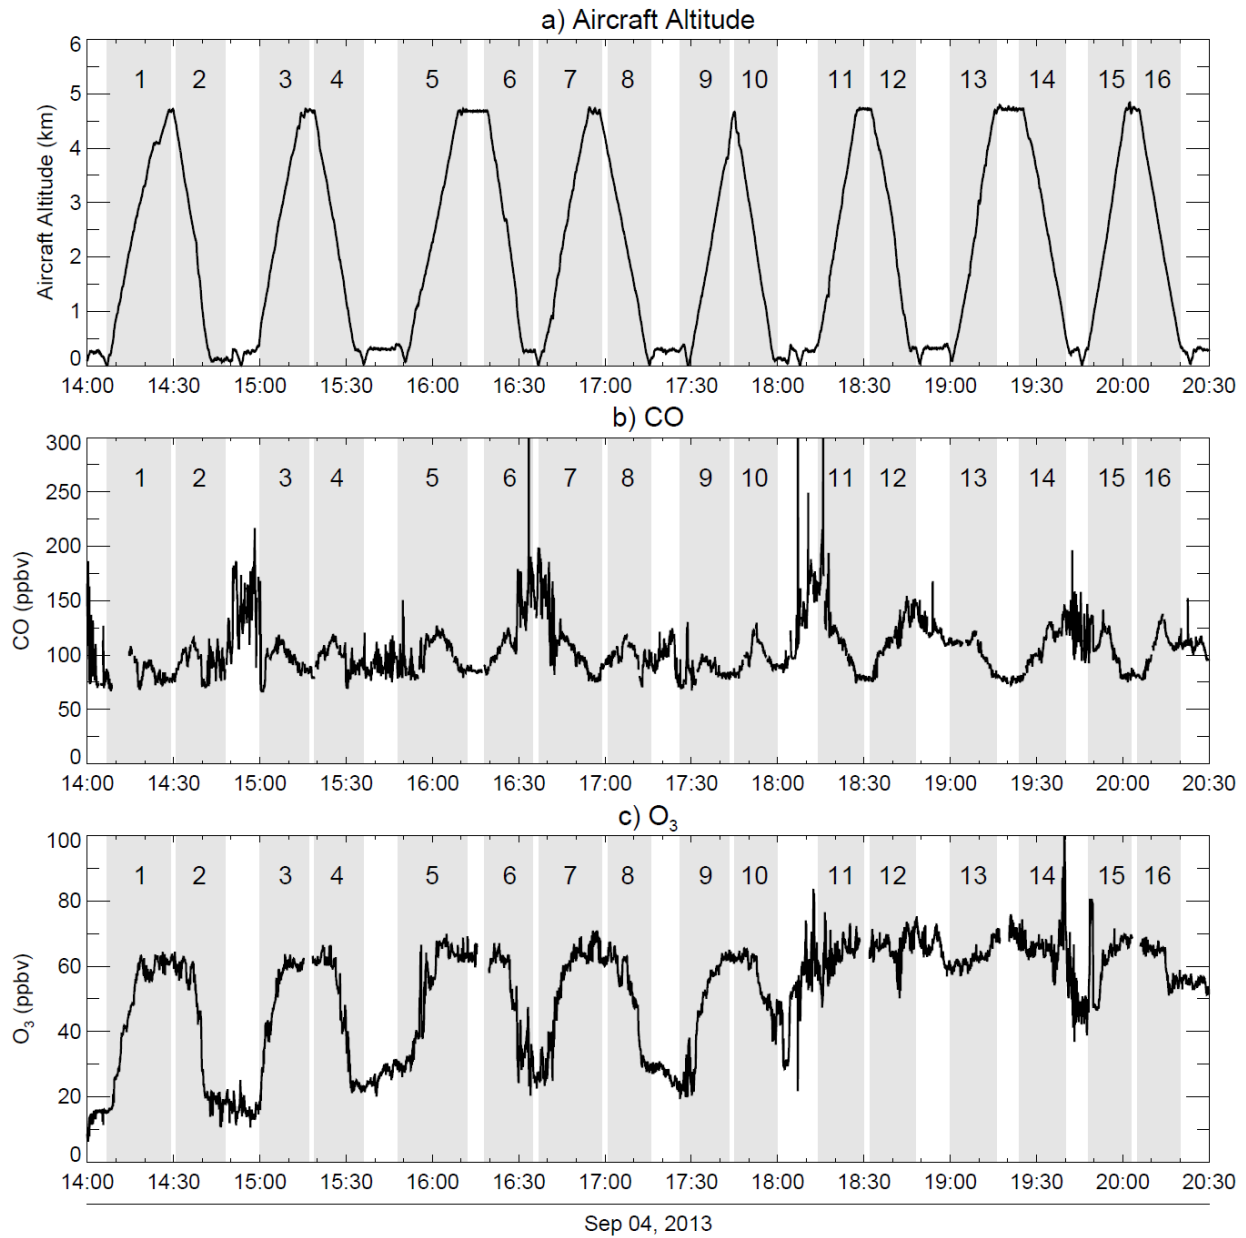 a) Aircraft Altitude
Aircraft Altitude (km)
6
5
4
3
2
1
0
1 2 3 4 5 6 7 8 9 10 11 12 13 14 15 16
14:00 14:30 15:00 15:30 16:00 16:30 17:00 17:30 18:00 18:30 19:00 19:30 20:00 20:30
b) CO
CO (ppbv)
300
250
200
150
100
50
0
1 2 3 4 5 6 7 8 9 10 11 12 13 14 15 16
14:00 14:30 15:00 15:30 16:00 16:30 17:00 17:30 18:00 18:30 19:00 19:30 20:00 20:30
c) O₃
O₃ (ppbv)
100
80
60
40
20
0
1 2 3 4 5 6 7 8 9 10 11 12 13 14 15 16
14:00 14:30 15:00 15:30 16:00 16:30 17:00 17:30 18:00 18:30 19:00 19:30 20:00 20:30
Sep 04, 2013